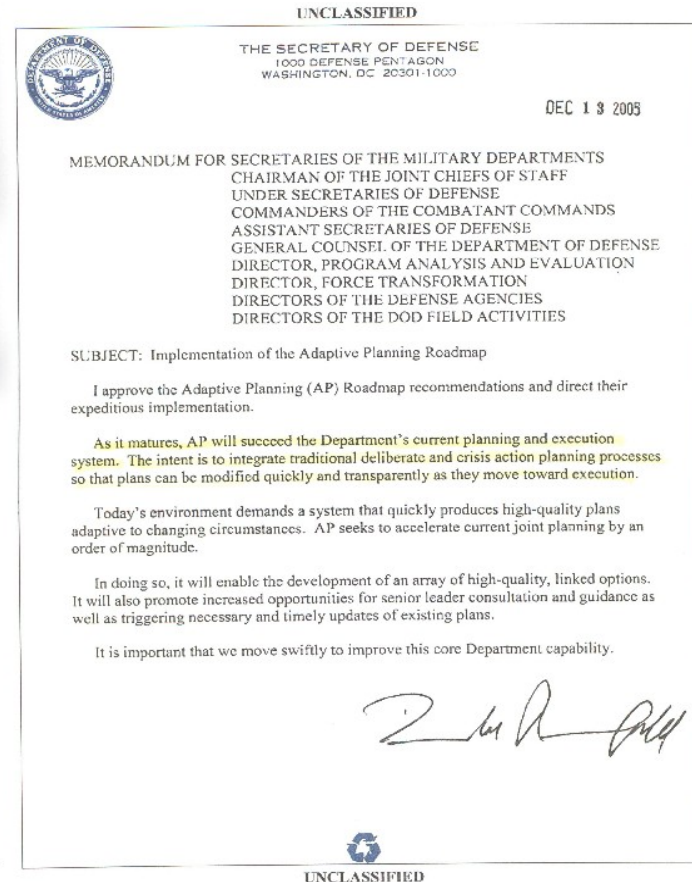 UNCLASSIFIED
THE SECRETARY OF DEFENSE
1000 DEFENSE PENTAGON
WASHINGTON, DC 20301-1000
DEC 13 2005
MEMORANDUM FOR SECRETARIES OF THE MILITARY DEPARTMENTS
CHAIRMAN OF THE JOINT CHIEFS OF STAFF
UNDER SECRETARIES OF DEFENSE
COMMANDERS OF THE COMBATANT COMMANDS
ASSISTANT SECRETARIES OF DEFENSE
GENERAL COUNSEL OF THE DEPARTMENT OF DEFENSE
DIRECTOR, PROGRAM ANALYSIS AND EVALUATION
DIRECTOR, FORCE TRANSFORMATION
DIRECTORS OF THE DEFENSE AGENCIES
DIRECTORS OF THE DOD FIELD ACTIVITIES
SUBJECT: Implementation of the Adaptive Planning Roadmap
I approve the Adaptive Planning (AP) Roadmap recommendations and direct their
expeditious implementation.
As it matures, AP will succeed the Department's current planning and execution
system. The intent is to integrate traditional deliberate and crisis action planning processes
so that plans can be modified quickly and transparently as they move toward execution.
Today's environment demands a system that quickly produces high-quality plans
adaptive to changing circumstances. AP seeks to accelerate current joint planning by an
order of magnitude.
In doing so, it will enable the development of an array of high-quality, linked options.
It will also promote increased opportunities for senior leader consultation and guidance as
well as triggering necessary and timely updates of existing plans.
It is important that we move swiftly to improve this core Department capability.
UNCLASSIFIED